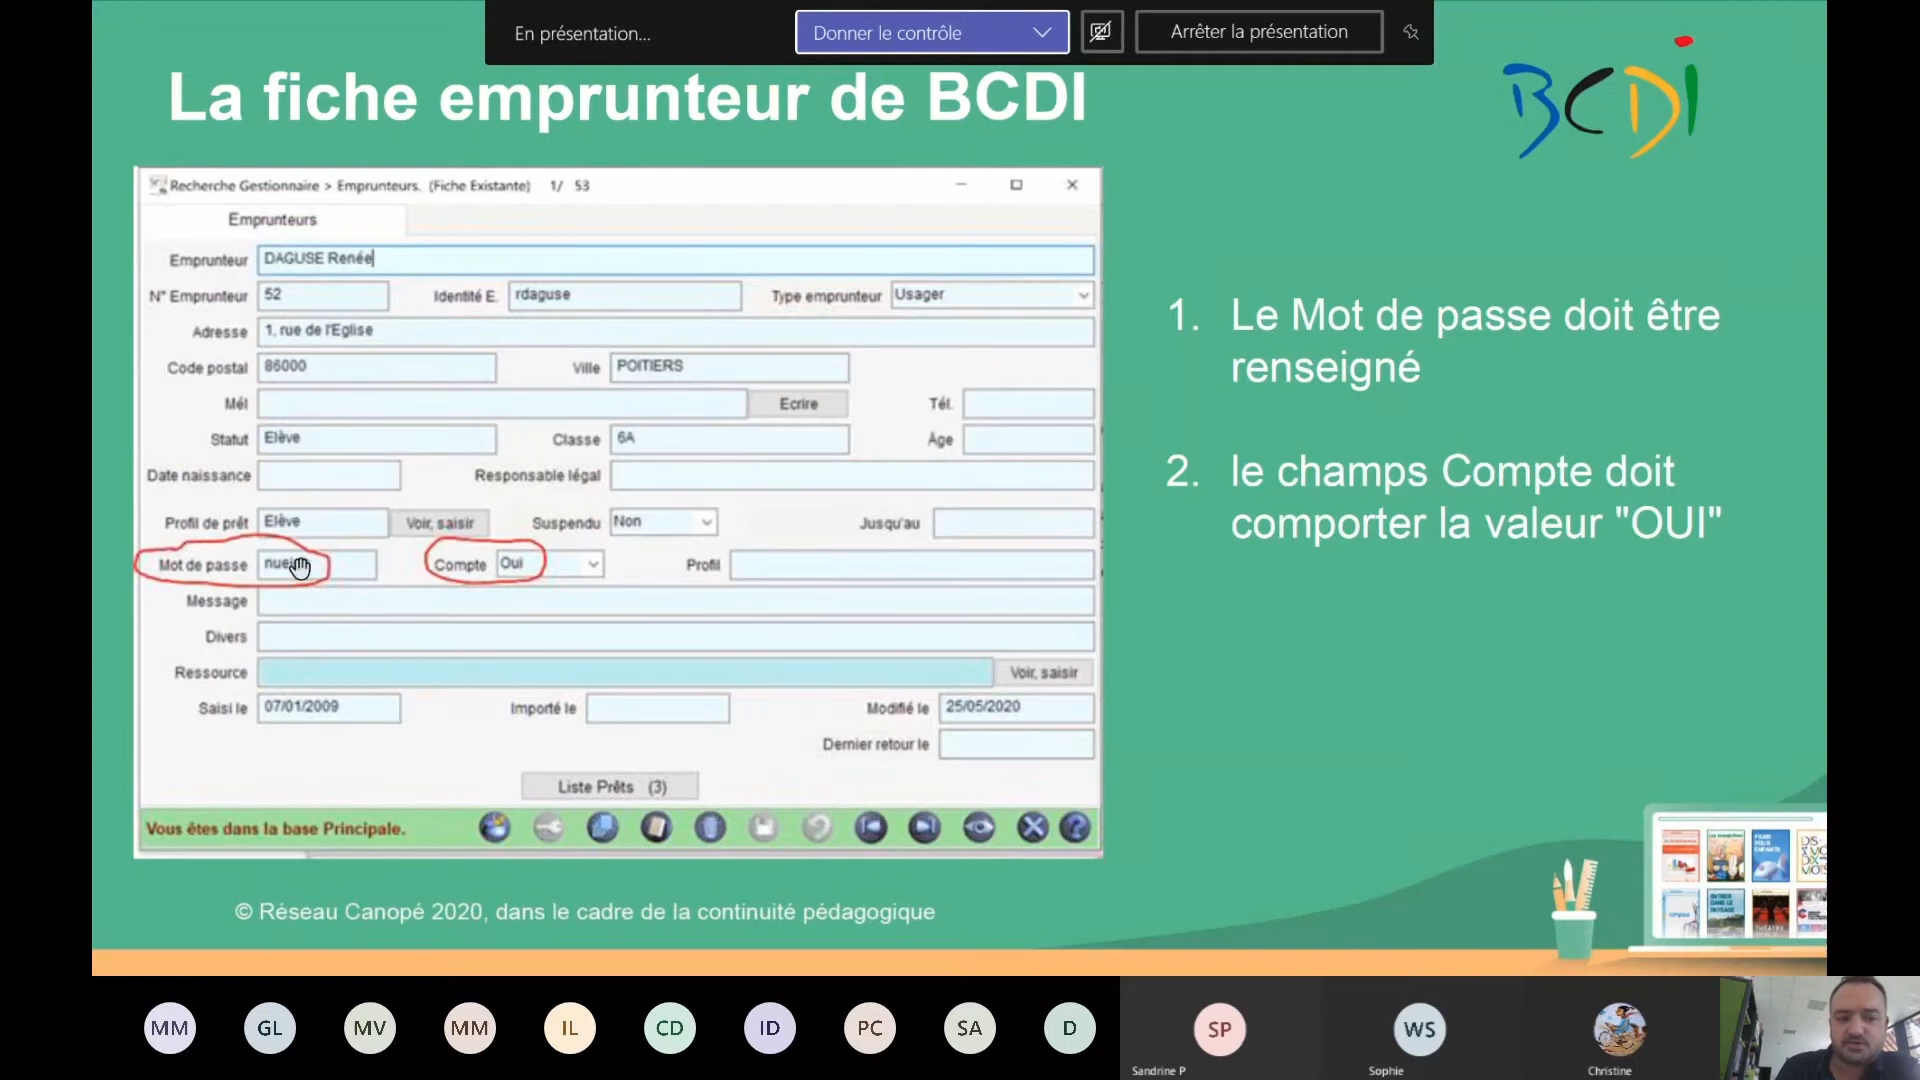 En présentation...
Donner le contrôle
Arrêter la présentation
La fiche emprunteur de BCDI
BCDI
Recherche Gestionnaire > Emprunteurs. (Fiche Existante) 1/ 53
Emprunteurs
Emprunteur DAGUSE Renée
N° Emprunteur 52 Identité E. rdaguse Type emprunteur Usager
Adresse 1, rue de l'Eglise
Code postal 86000 Ville POITIERS
Mél Ecrire Tél.
Statut Elève Classe 6A Âge
Date naissance Responsable légal
Profil de prêt Elève Voir, saisir Suspendu Non Jusqu'au
Mot de passe Compte Oui Profil
Message
Divers
Ressource Voir, saisir
Saisi le 07/01/2009 Importé le Modifié le 25/05/2020
Dernier retour le
Liste Prêts (3)
Vous êtes dans la base Principale.
1. Le Mot de passe doit être
renseigné
2. le champs Compte doit
comporter la valeur "OUI"
© Réseau Canopé 2020, dans le cadre de la continuité pédagogique
MM GL MV MM IL CD ID PC SA D SP WS
Sandrine P Sophie Christine